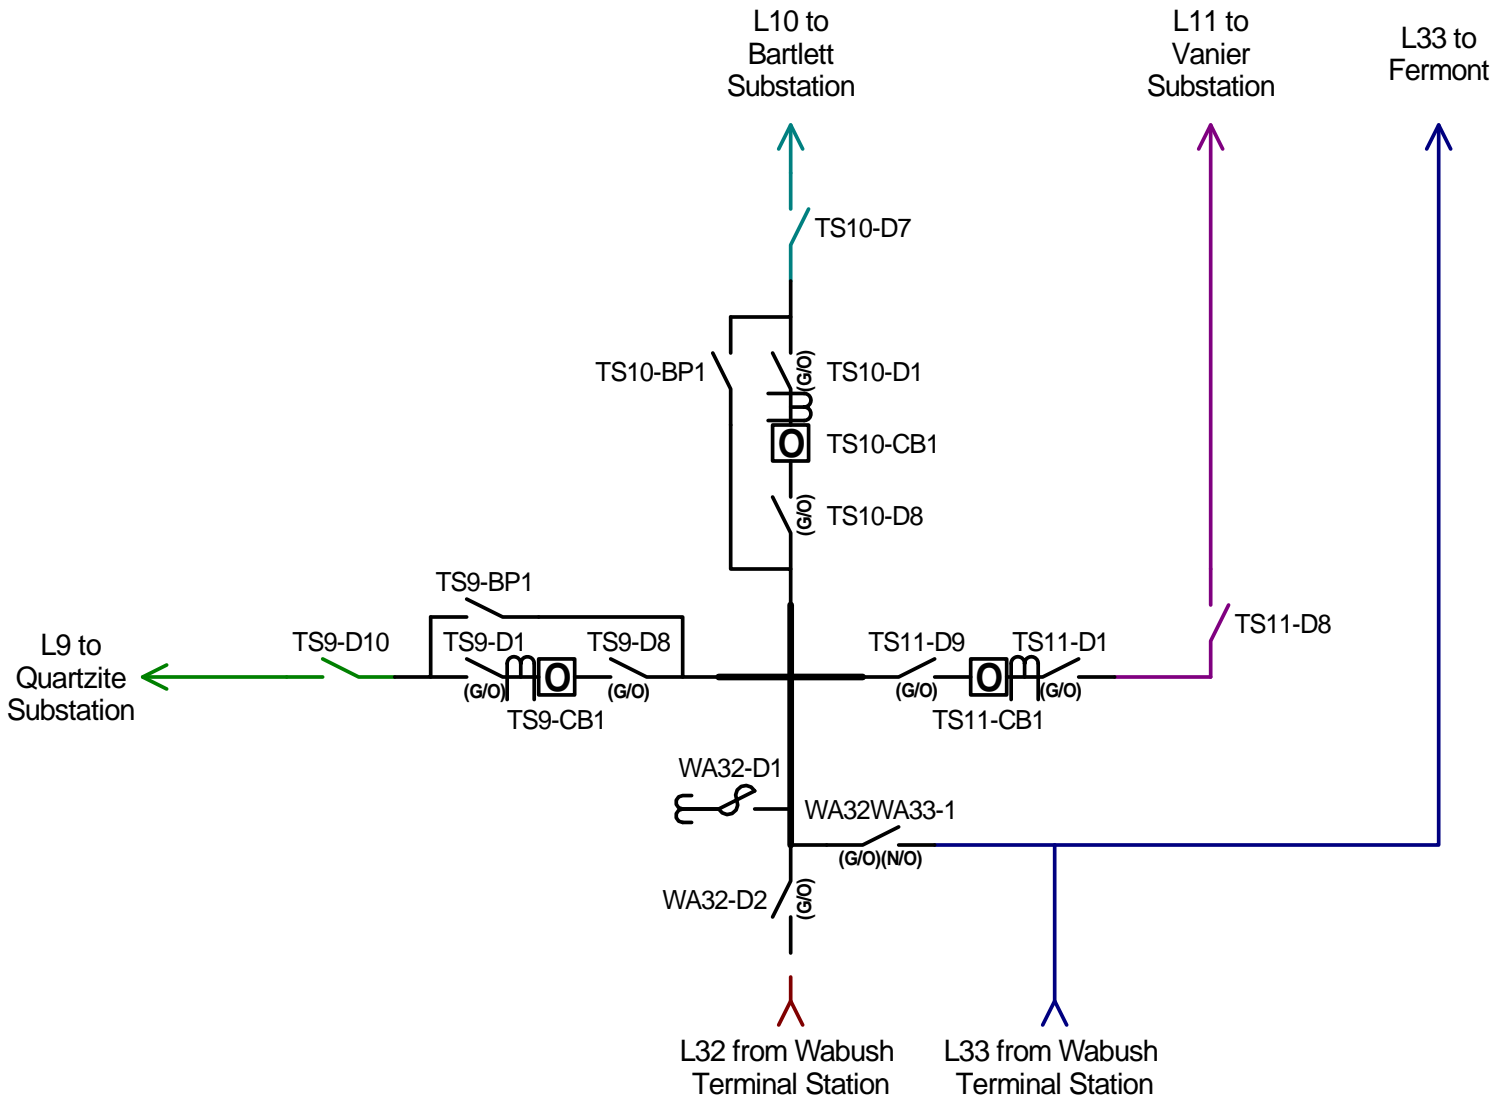 L10 to
Bartlett
Substation
L11 to
Vanier
Substation
L33 to
Fermont
TS10-D7
TS10-BP1
(G/O)
TS10-D1
O
TS10-CB1
(G/O)
TS10-D8
TS9-BP1
L9 to
Quartzite
Substation
TS9-D10
TS9-D1
(G/O)
O
TS9-CB1
TS9-D8
(G/O)
TS11-D9
(G/O)
O
TS11-CB1
TS11-D1
(G/O)
TS11-D8
WA32-D1
WA32WA33-1
(G/O)(N/O)
WA32-D2
(G/O)
L32 from Wabush
Terminal Station
L33 from Wabush
Terminal Station